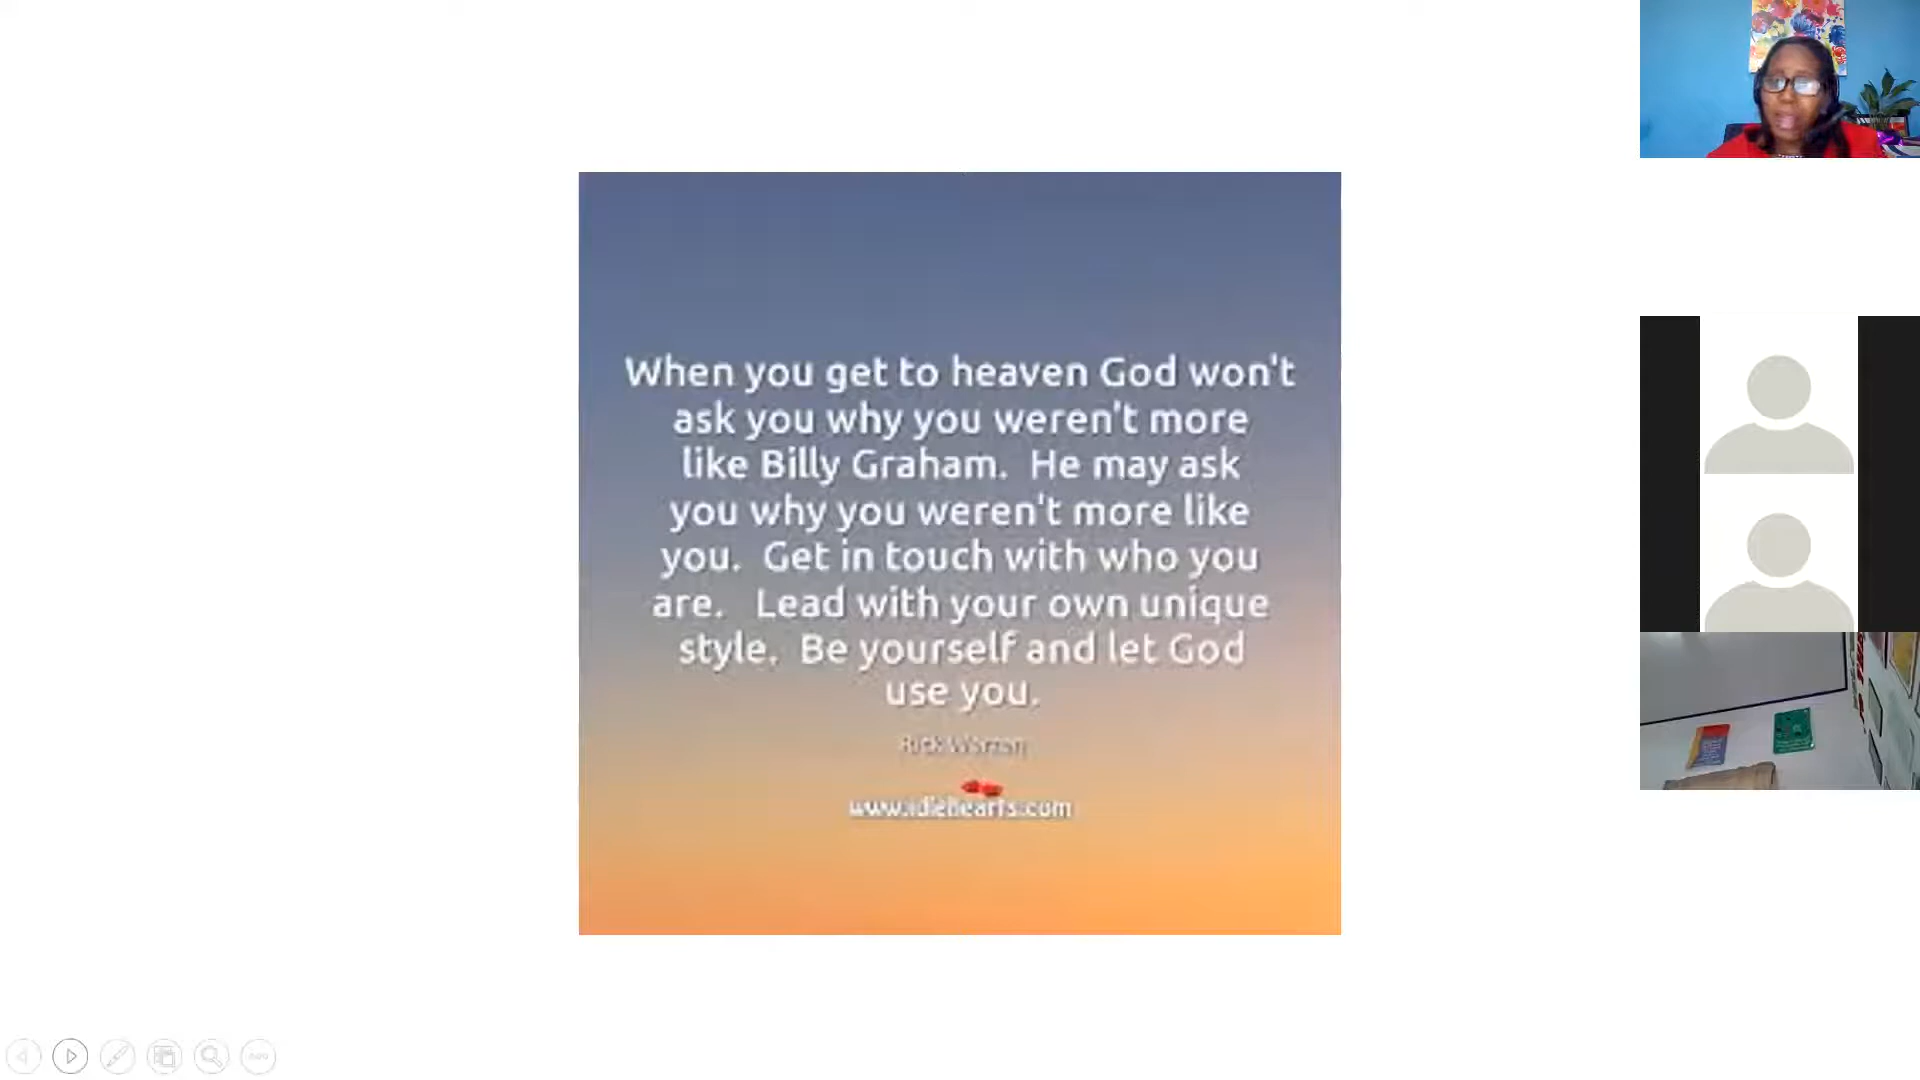 When you get to heaven God won't
ask you why you weren't more
like Billy Graham. He may ask
you why you weren't more like
you. Get in touch with who you
are. Lead with your own unique
style. Be yourself and let God
use you.
Rick Warren
www.idlehearts.com